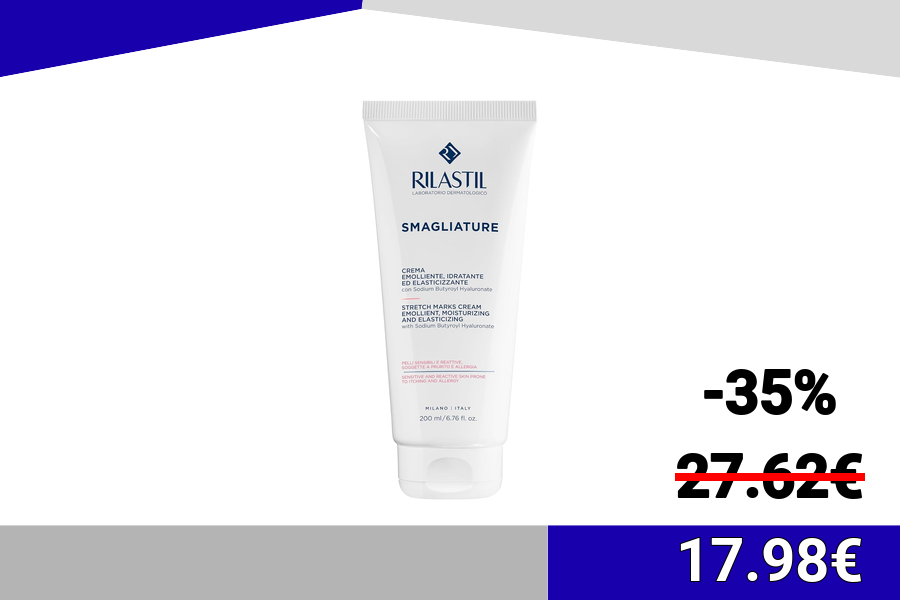 RILASTIL
LABORATORIO DERMATOLOGICO
SMAGLIATURE
CREMA
EMOLLIENTE, IDRATANTE
ED ELASTICIZZANTE
con Sodium Butyroyl Hyaluronate
STRETCH MARKS CREAM
EMOLLIENT, MOISTURIZING
AND ELASTICIZING
with Sodium Butyroyl Hyaluronate
PELLI SENSIBILI E REATTIVE,
SOGGETTE A PRURITO E ALLERGIA
SENSITIVE AND REACTIVE SKIN PRONE
TO ITCHING AND ALLERGY
MILANO | ITALY
200 ml/6.76 fl. oz.
-35%
27.62€
17.98€